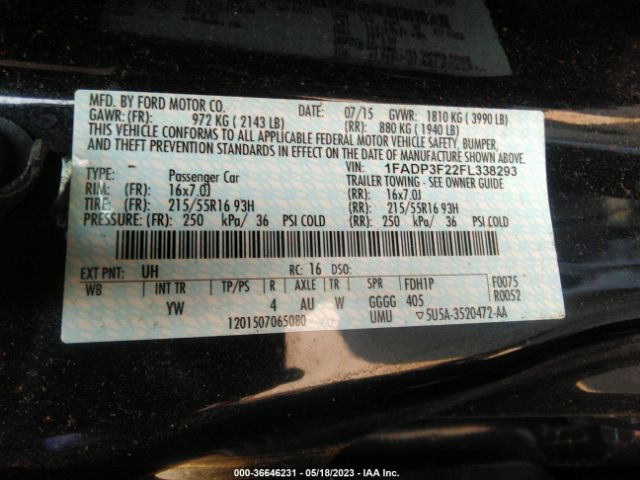 MFD. BY FORD MOTOR CO.
DATE: 07/15 GVWR: 1810 KG ( 3990 LB)
GAWR: (FR): 972 KG ( 2143 LB) (RR): 880 KG ( 1940 LB)
THIS VEHICLE CONFORMS TO ALL APPLICABLE FEDERAL MOTOR VEHICLE SAFETY, BUMPER,
AND THEFT PREVENTION STANDARDS IN EFFECT ON THE DATE OF MANUFACTURE SHOWN ABOVE.
VIN: 1FADP3F22FL338293
TYPE: Passenger Car TRAILER TOWING - SEE OWNER GUIDE
RIM: (FR) 16x7.0J (RR): 16x7.0J
TIRE: (FR) 215/55R16 93H (RR): 215/55R16 93H
PRESSURE: (FR) 250 kPa/ 36 PSI COLD (RR): 250 kPa/ 36 PSI COLD
EXT PNT: UH RC: 16 DSO: F0075
WB INT TR TP/PS R AXLE TR SPR FDH1P R0052
YW 4 AU W GGGG 405
1201507065080 UMU ▽5U5A-3520472-AA
000-36646231 - 05/18/2023 - IAA Inc.